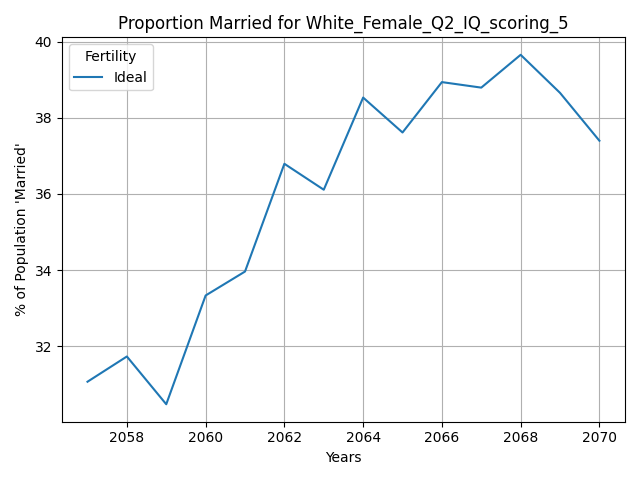 Proportion Married for White_Female_Q2_IQ_scoring_5
% of Population 'Married'
Fertility
Ideal
40
38
36
34
32
2058 2060 2062 2064 2066 2068 2070
Years